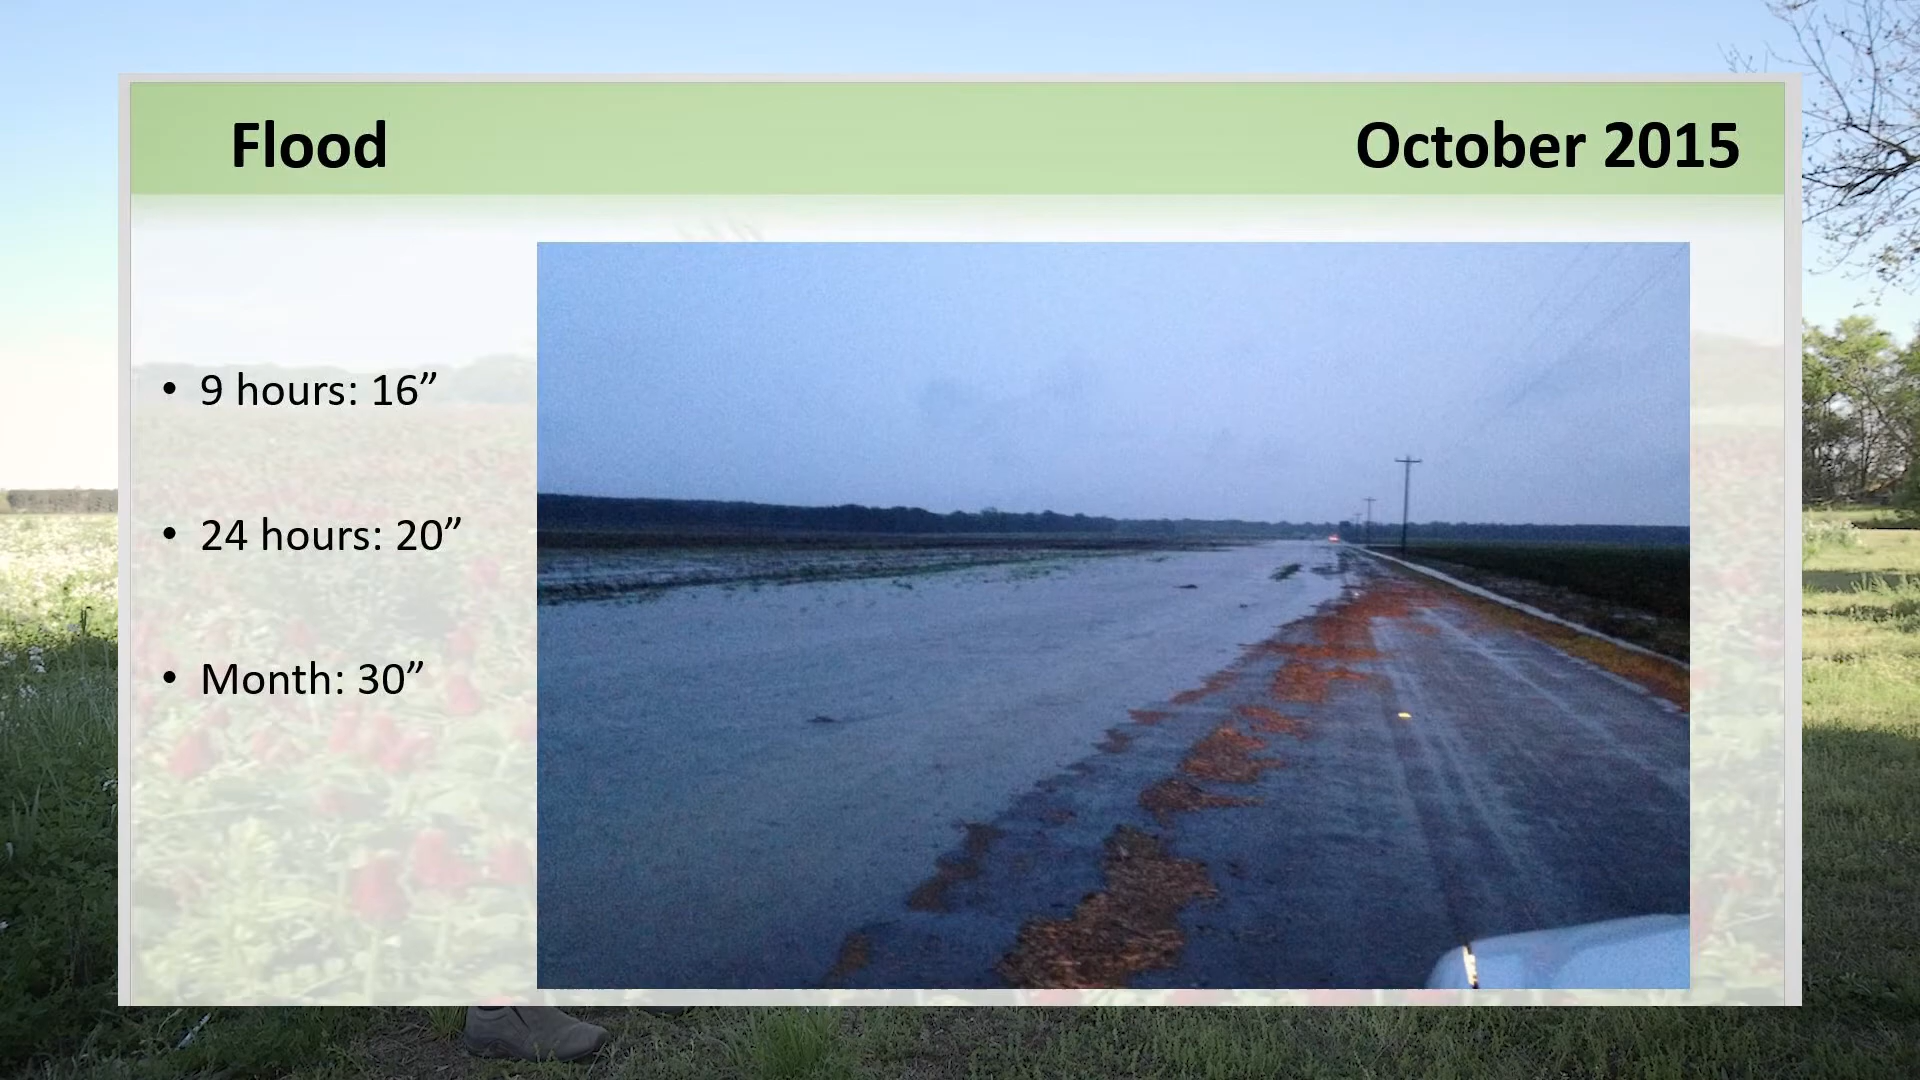 Flood
October 2015
• 9 hours: 16”
• 24 hours: 20”
• Month: 30”